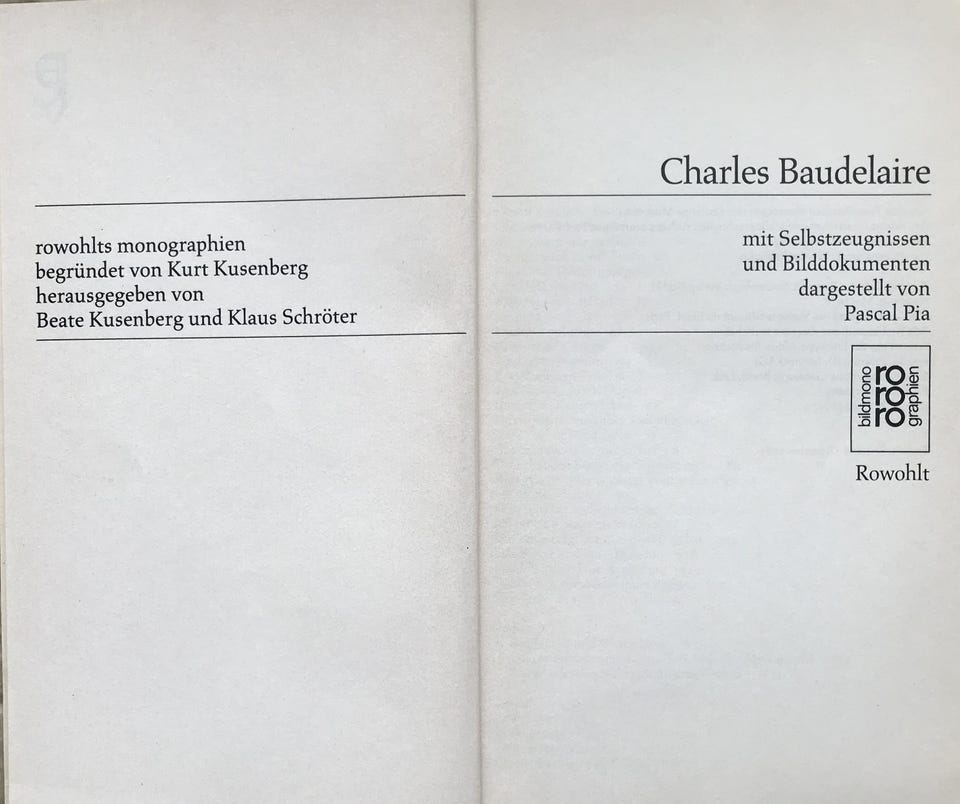 rowohlts monographien
begründet von Kurt Kusenberg
herausgegeben von
Beate Kusenberg und Klaus Schröter
Charles Baudelaire
mit Selbstzeugnissen
und Bilddokumenten
dargestellt von
Pascal Pia
bildmono
ro
ro
ro
graphien
Rowohlt